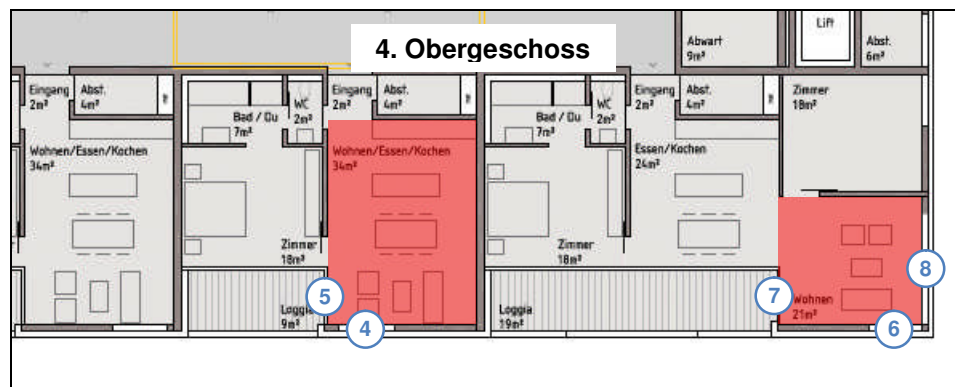 4. Obergeschoss
Lift
Abwart
9m²
Abst.
6m²
Eingang
2m²
Abst.
4m²
Bad / Du
7m²
WC
2m²
Eingang
2m²
Abst.
4m²
Bad / Du
7m²
WC
2m²
Eingang
2m²
Abst.
4m²
Zimmer
18m²
Wohnen/Essen/Kochen
34m²
Wohnen/Essen/Kochen
34m²
Essen/Kochen
24m²
Zimmer
18m²
Zimmer
18m²
Loggia
9m²
5
4
Loggia
19m²
7
Wohnen
21m²
8
6